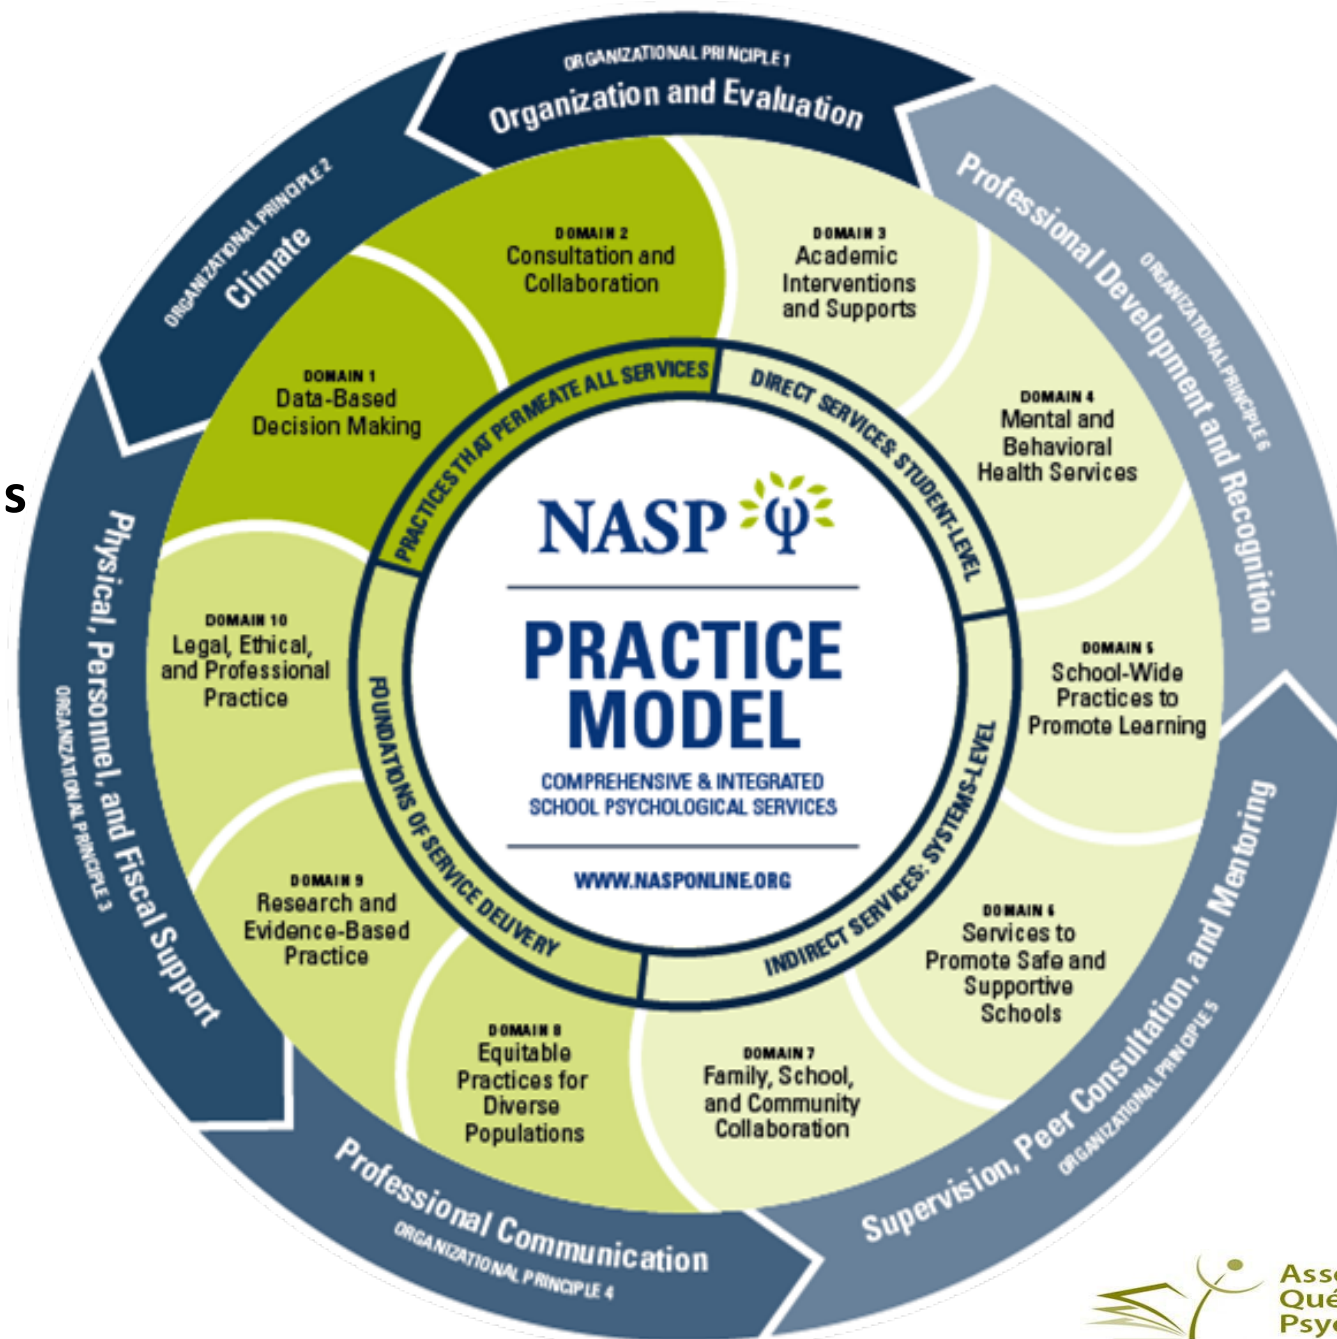 ORGANIZATIONAL PRINCIPLE 1
Organization and Evaluation
ORGANIZATIONAL PRINCIPLE 2
Climate
ORGANIZATIONAL PRINCIPLE 3
Physical, Personnel, and Fiscal Support
Professional Communication
ORGANIZATIONAL PRINCIPLE 4
Supervision, Peer Consultation, and Mentoring
ORGANIZATIONAL PRINCIPLE 5
Professional Development and Recognition
ORGANIZATIONAL PRINCIPLE 6
DOMAIN 1
Data-Based
Decision Making
DOMAIN 2
Consultation and
Collaboration
DOMAIN 3
Academic
Interventions
and Supports
DOMAIN 4
Mental and
Behavioral
Health Services
DOMAIN 5
School-Wide
Practices to
Promote Learning
DOMAIN 6
Services to
Promote Safe and
Supportive
Schools
DOMAIN 7
Family, School,
and Community
Collaboration
DOMAIN 8
Equitable
Practices for
Diverse
Populations
DOMAIN 9
Research and
Evidence-Based
Practice
DOMAIN 10
Legal, Ethical,
and Professional
Practice
PRACTICES THAT PERMEATE ALL SERVICES
DIRECT SERVICES: STUDENT-LEVEL
INDIRECT SERVICES: SYSTEMS-LEVEL
FOUNDATIONS OF SERVICE DELIVERY
NASP
PRACTICE
MODEL
COMPREHENSIVE & INTEGRATED
SCHOOL PSYCHOLOGICAL SERVICES
WWW.NASPONLINE.ORG
s
Asso
Qué
Psyc